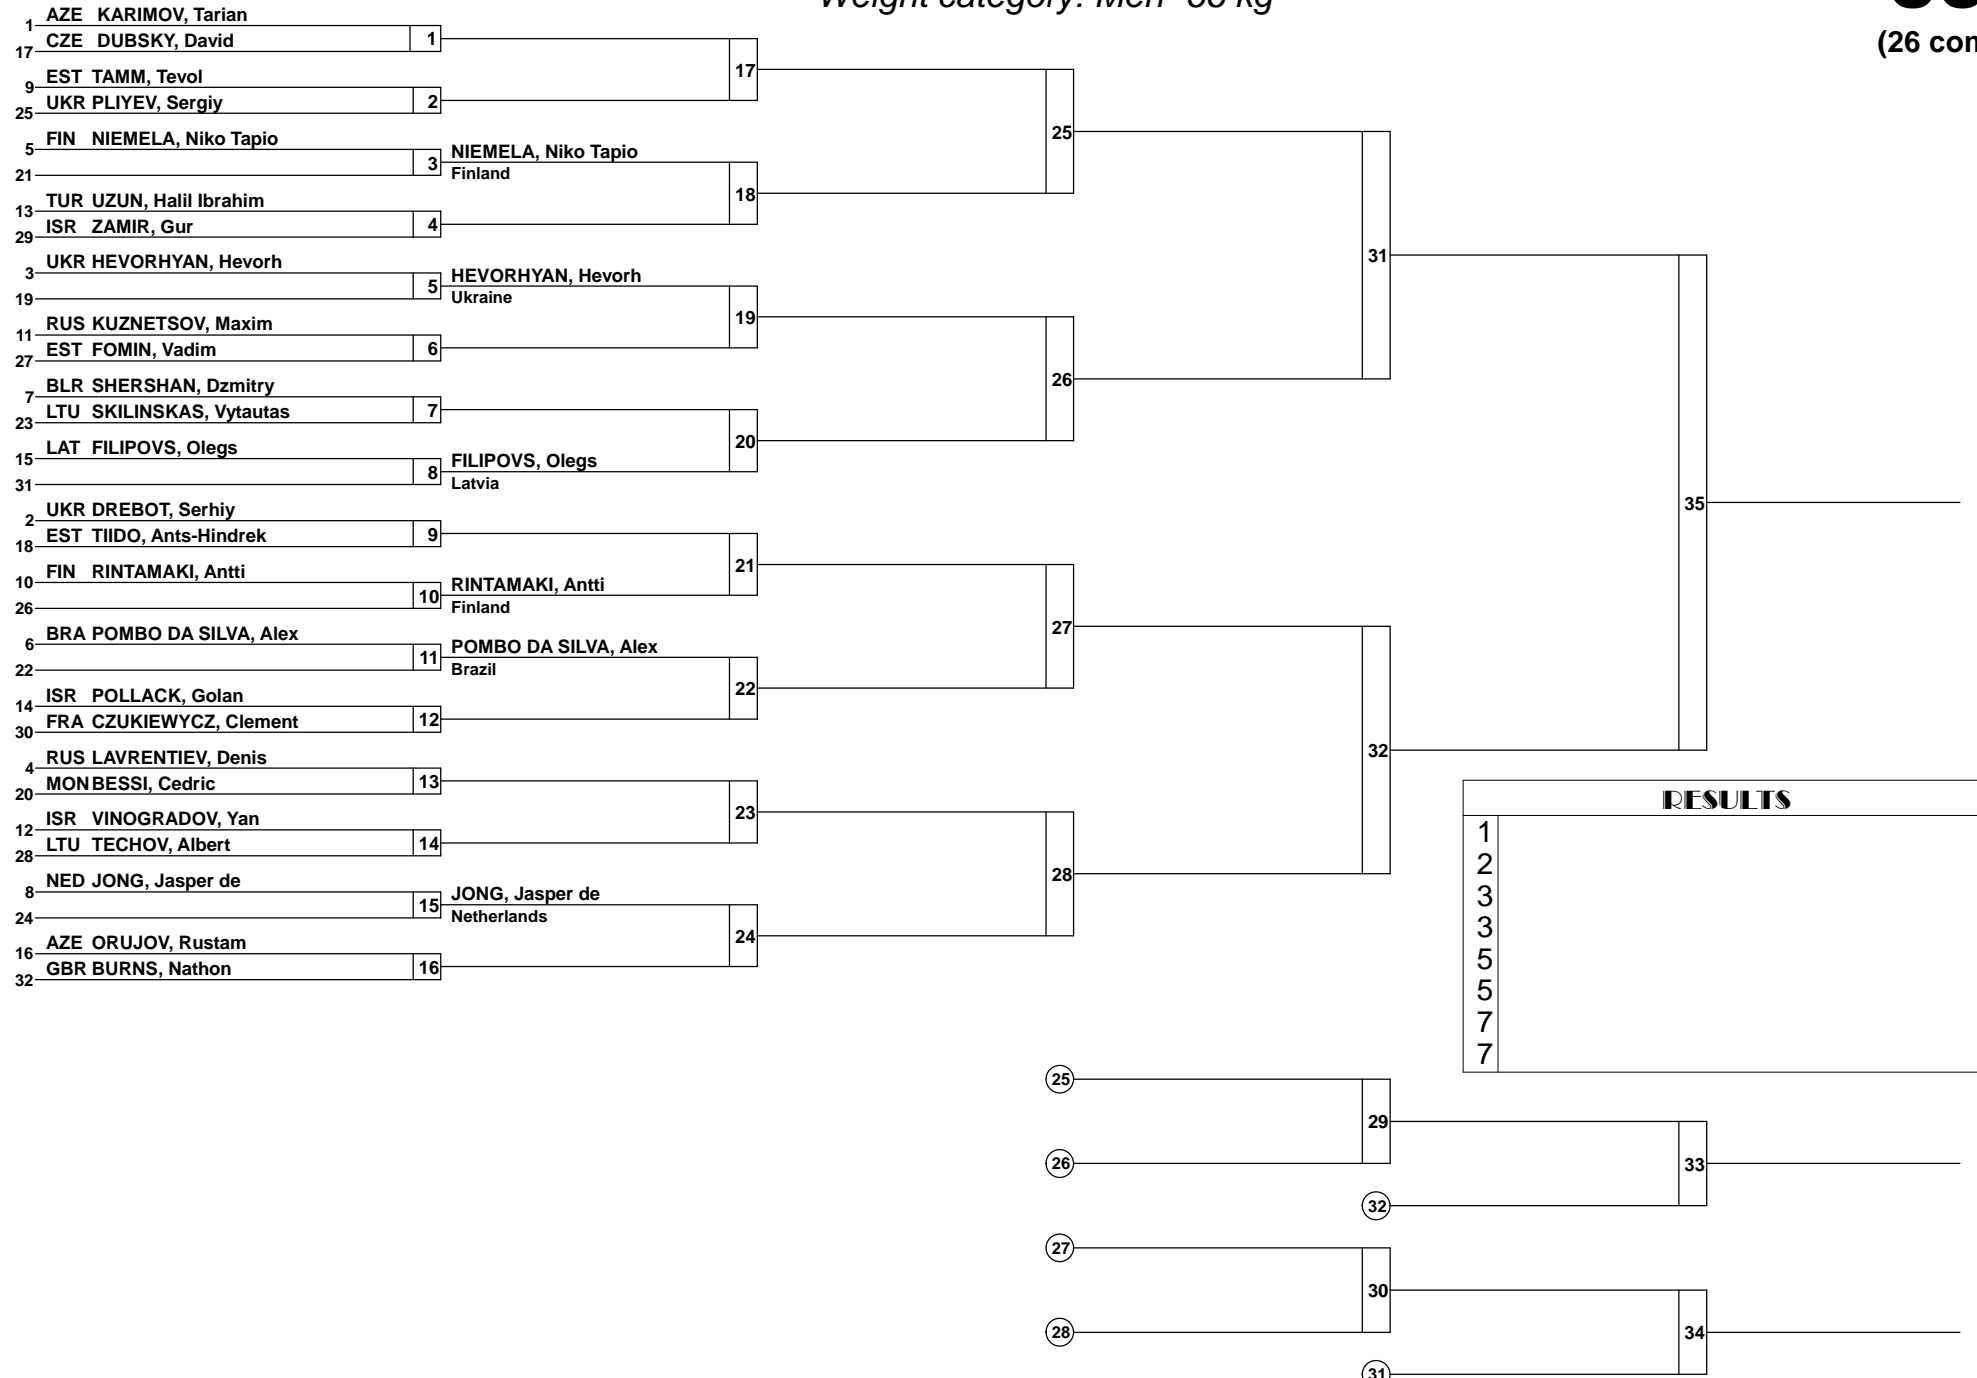 Weight category: Men -66 kg
(26 con
1 AZE KARIMOV, Tarian
17 CZE DUBSKY, David
1
9 EST TAMM, Tevol
25 UKR PLIYEV, Sergiy
2
17
5 FIN NIEMELA, Niko Tapio
21
3 NIEMELA, Niko Tapio
Finland
13 TUR UZUN, Halil Ibrahim
29 ISR ZAMIR, Gur
4
18
25
3 UKR HEVORHYAN, Hevorh
19
5 HEVORHYAN, Hevorh
Ukraine
11 RUS KUZNETSOV, Maxim
27 EST FOMIN, Vadim
6
19
7 BLR SHERSHAN, Dzmitry
23 LTU SKILINSKAS, Vytautas
7
15 LAT FILIPOVS, Olegs
31
8 FILIPOVS, Olegs
Latvia
20
26
31
2 UKR DREBOT, Serhiy
18 EST TIIDO, Ants-Hindrek
9
10 FIN RINTAMAKI, Antti
26
10 RINTAMAKI, Antti
Finland
21
6 BRA POMBO DA SILVA, Alex
22
11 POMBO DA SILVA, Alex
Brazil
14 ISR POLLACK, Golan
30 FRA CZUKIEWYCZ, Clement
12
22
27
4 RUS LAVRENTIEV, Denis
20 MON BESSI, Cedric
13
12 ISR VINOGRADOV, Yan
28 LTU TECHOV, Albert
14
23
8 NED JONG, Jasper de
24
15 JONG, Jasper de
Netherlands
16 AZE ORUJOV, Rustam
32 GBR BURNS, Nathon
16
24
28
32
35
RESULTS
1
2
3
3
5
5
7
7
25
26
29
32
33
27
28
30
31
34